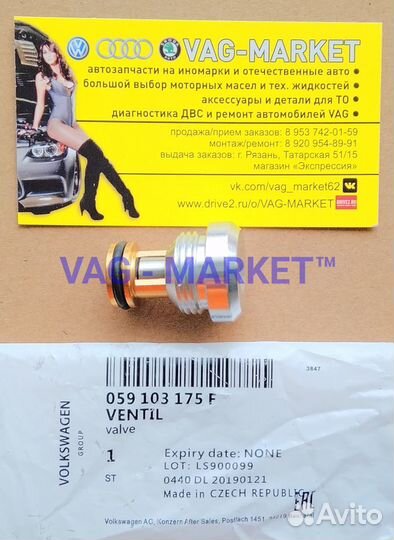 VAG-MARKET
автозапчасти на иномарки и отечественные авто
большой выбор моторных масел и тех. жидкостей
аксессуары и детали для ТО
диагностика ДВС и ремонт автомобилей VAG
продажа/прием заказов: 8 953 742-01-59
монтаж/ремонт: 8 920 954-89-91
выдача заказов: г. Рязань, Татарская 51/15
магазин «Экспрессия»
vk.com/vag_market62
www.drive2.ru/o/VAG-MARKET
VAG - MARKET™
3847
VOLKSWAGEN
GROUP
059 103 175 F
VENTIL
valve
1
Expiry date: NONE
LOT: LS900099
ST
0440 DL 20190121
Made in CZECH REPUBLIC
EAC
Volkswagen AG, Konzern After Sales, Postfach 1451
Avito